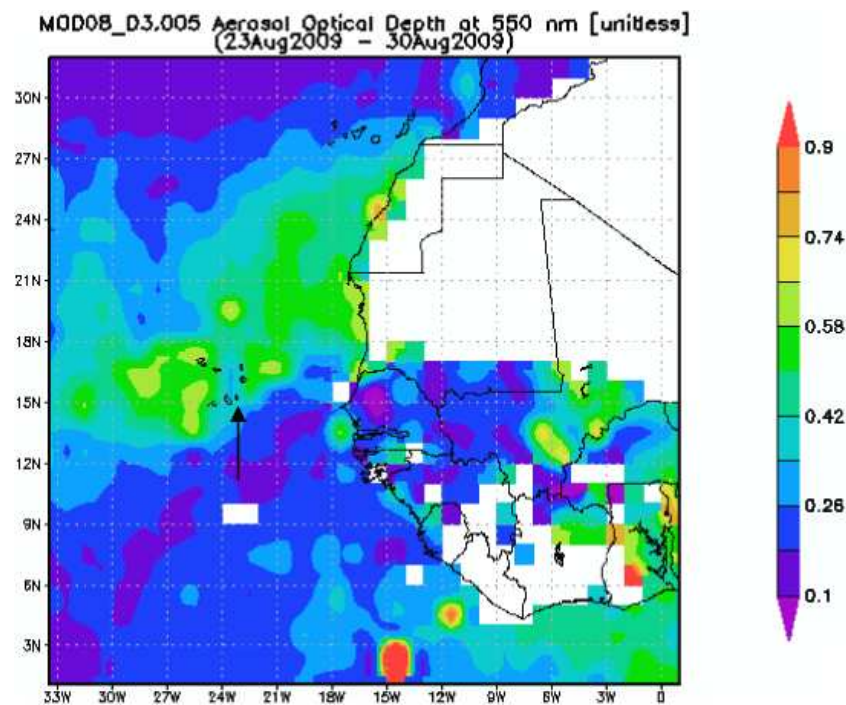 MOD08_D3.005 Aerosol Optical Depth at 550 nm [unitless]
(23Aug2009 – 30Aug2009)
30N
27N
24N
21N
18N
15N
12N
9N
6N
3N
33W 30W 27W 24W 21W 18W 15W 12W 9W 6W 3W 0
0.9
0.74
0.58
0.42
0.26
0.1